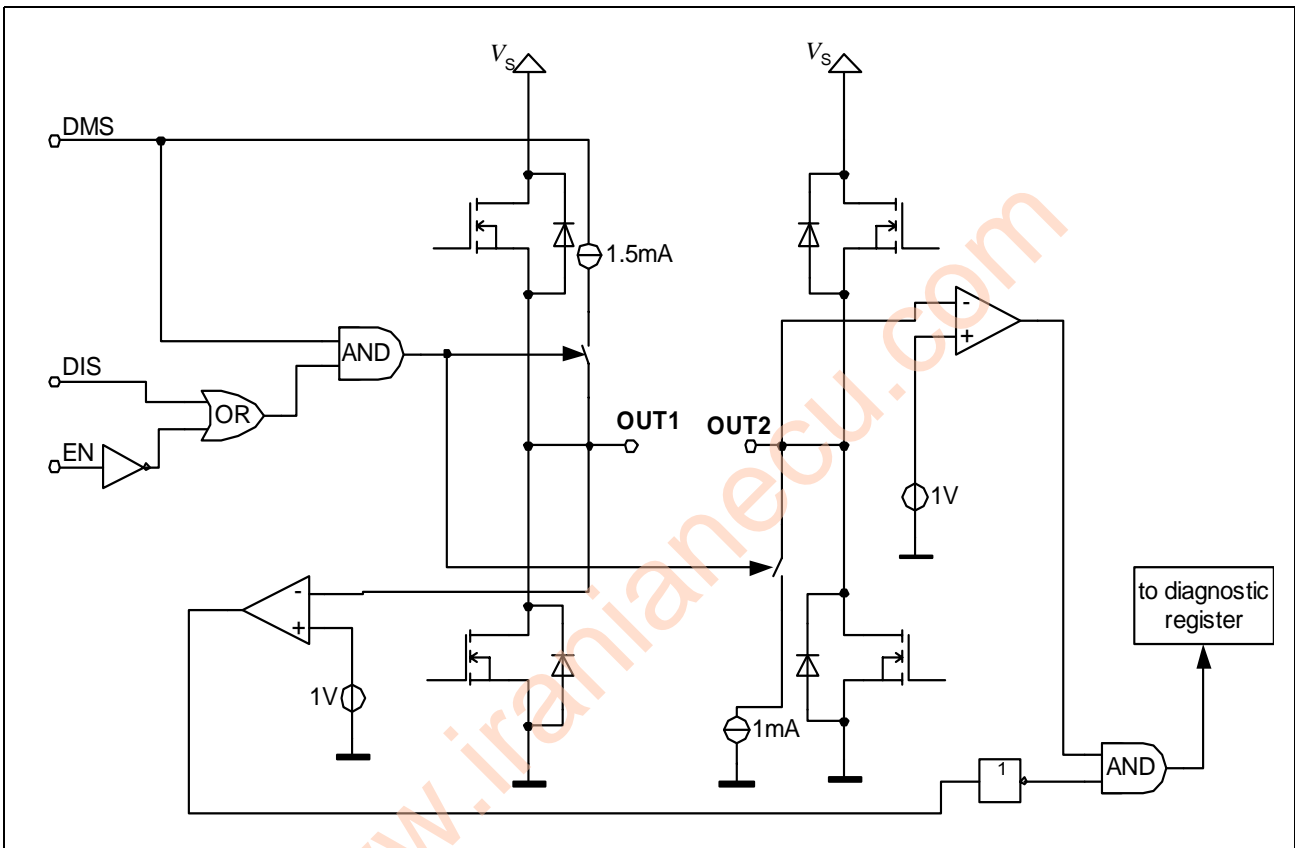 VS
VS
DMS
1.5mA
DIS
AND
OR
EN
OUT1
OUT2
-
+
1V
-
+
1V
1mA
to diagnostic
register
1
AND
www.iranianecu.com